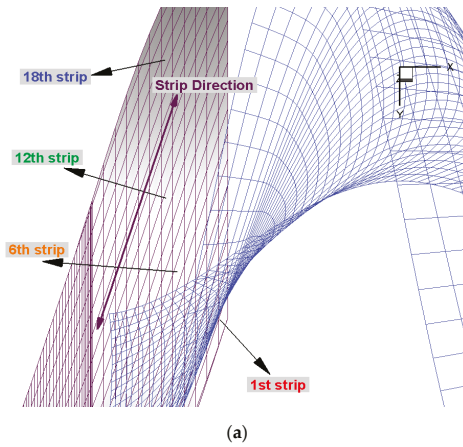 18th strip
Strip Direction
X
Z
Y
12th strip
6th strip
1st strip
(a)